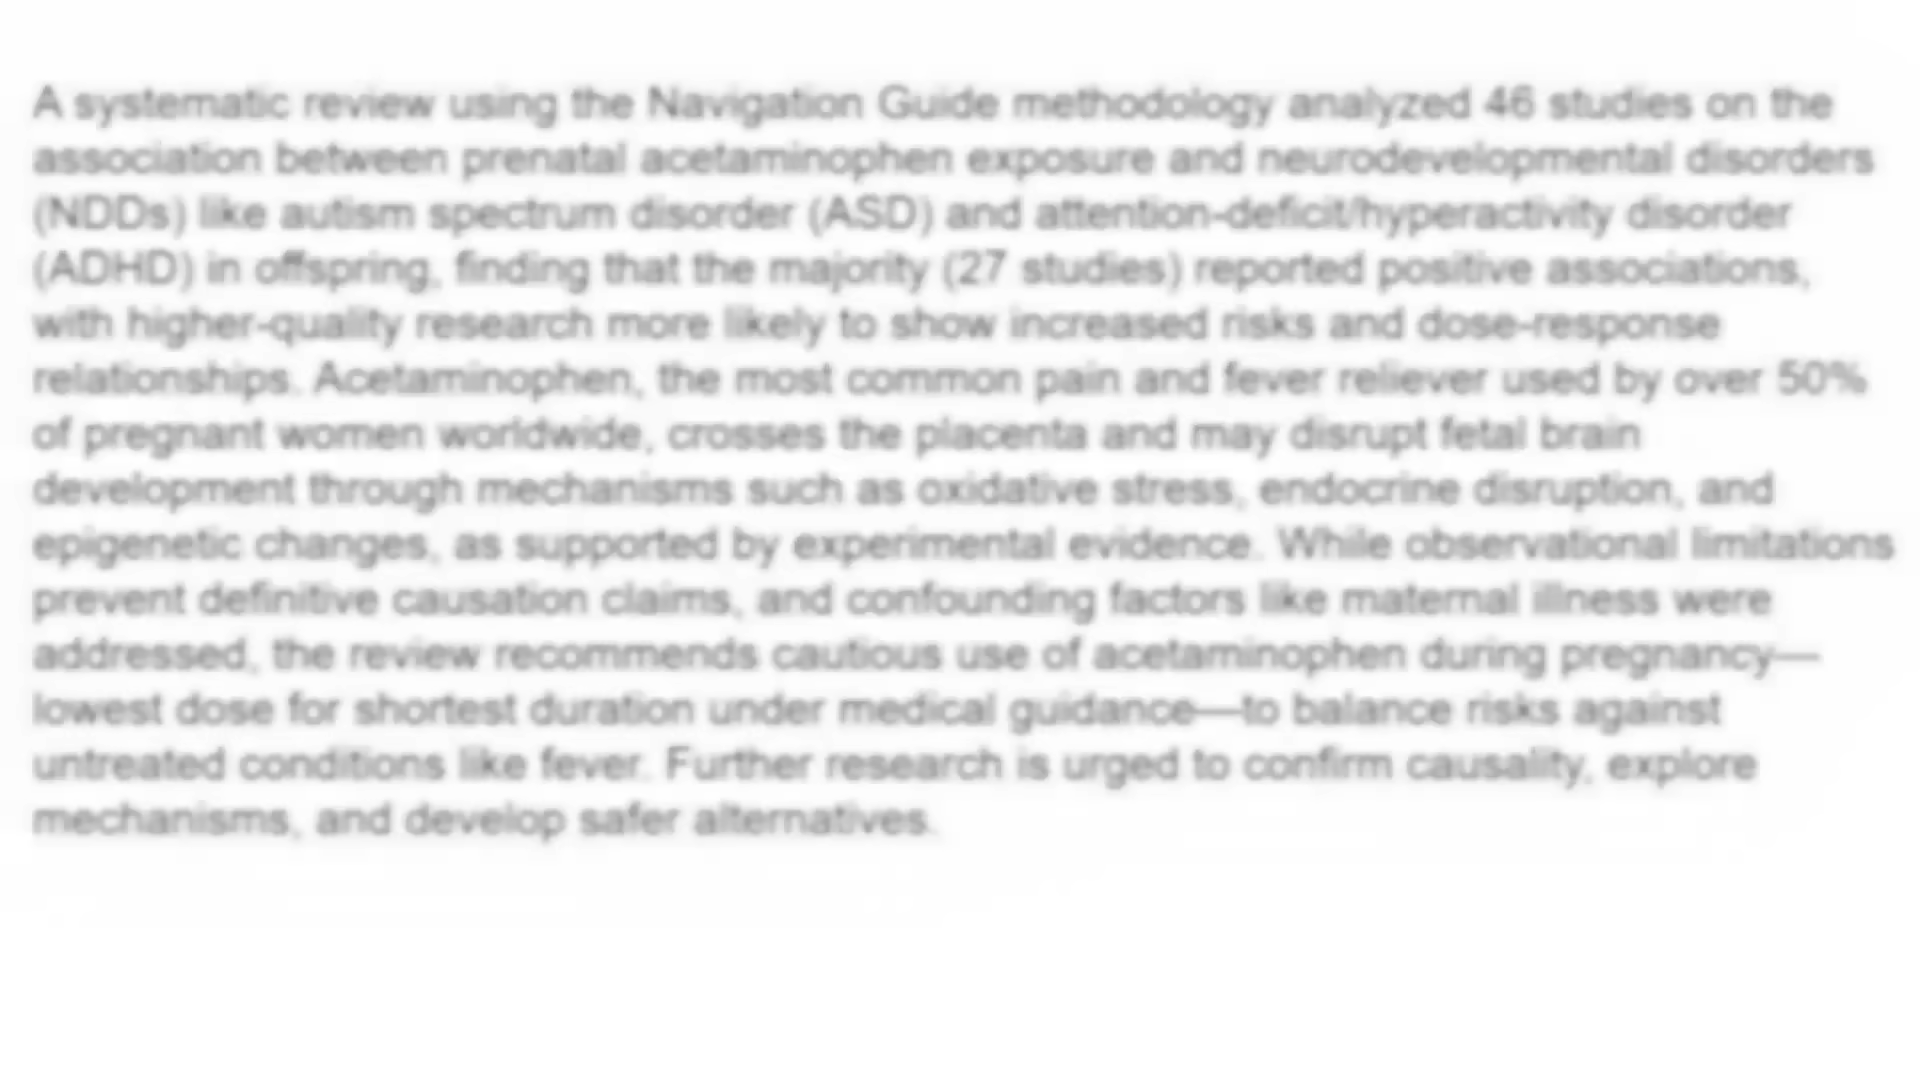 A systematic review using the Navigation Guide methodology analyzed 46 studies on the
association between prenatal acetaminophen exposure and neurodevelopmental disorders
(NDDs) like autism spectrum disorder (ASD) and attention-deficit/hyperactivity disorder
(ADHD) in offspring, finding that the majority (27 studies) reported positive associations,
with higher-quality research more likely to show increased risks and dose-response
relationships. Acetaminophen, the most common pain and fever reliever used by over 50%
of pregnant women worldwide, crosses the placenta and may disrupt fetal brain
development through mechanisms such as oxidative stress, endocrine disruption, and
epigenetic changes, as supported by experimental evidence. While observational limitations
prevent definitive causation claims, and confounding factors like maternal illness were
addressed, the review recommends cautious use of acetaminophen during pregnancy—
lowest dose for shortest duration under medical guidance—to balance risks against
untreated conditions like fever. Further research is urged to confirm causality, explore
mechanisms, and develop safer alternatives.